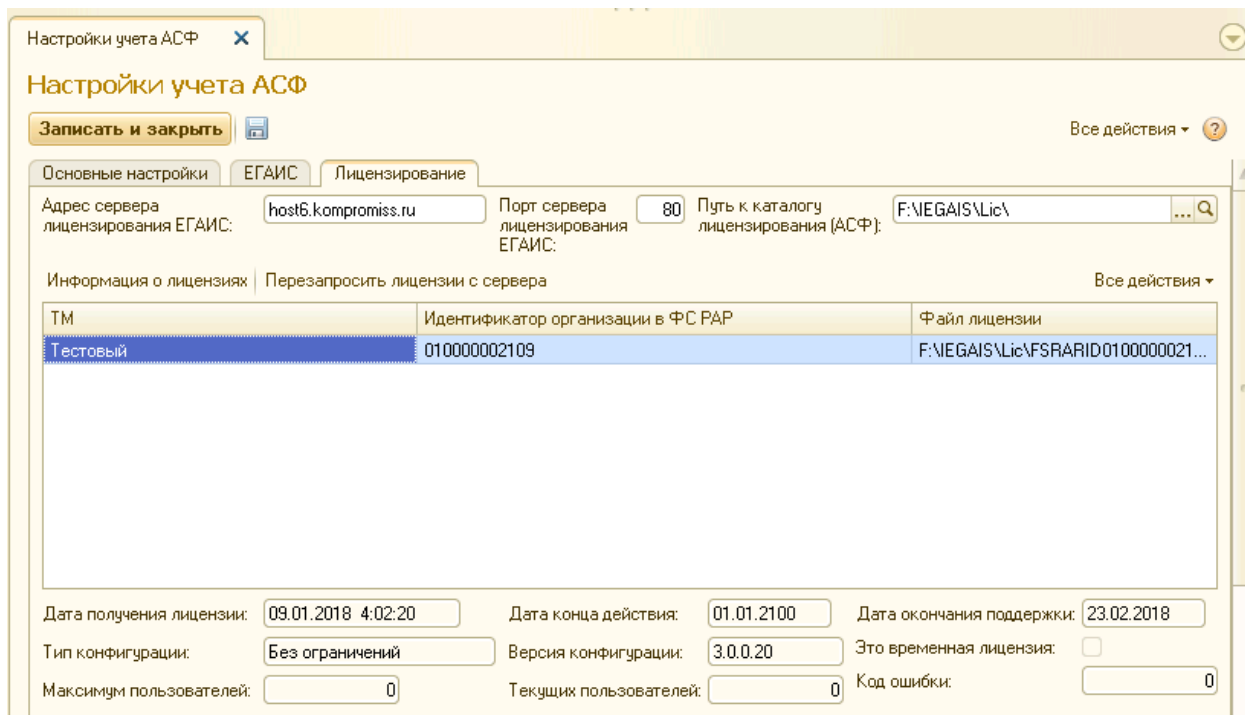 Настройки учета АСФ
Настройки учета АСФ
Записать и закрыть
Все действия
Основные настройки ЕГАИС Лицензирование
Адрес сервера лицензирования ЕГАИС: host6.kompromiss.ru Порт сервера лицензирования ЕГАИС: 80 Путь к каталогу лицензирования (АСФ): F:\IEGAIS\Lic\ ...
Информация о лицензиях Перезапросить лицензии с сервера Все действия
ТМ Идентификатор организации в ФС РАР Файл лицензии
Тестовый 010000002109 F:\IEGAIS\Lic\FSRARID0100000021...
Дата получения лицензии: 09.01.2018 4:02:20 Дата конца действия: 01.01.2100 Дата окончания поддержки: 23.02.2018
Тип конфигурации: Без ограничений Версия конфигурации: 3.0.0.20 Это временная лицензия:
Максимум пользователей: 0 Текущих пользователей: 0 Код ошибки: 0